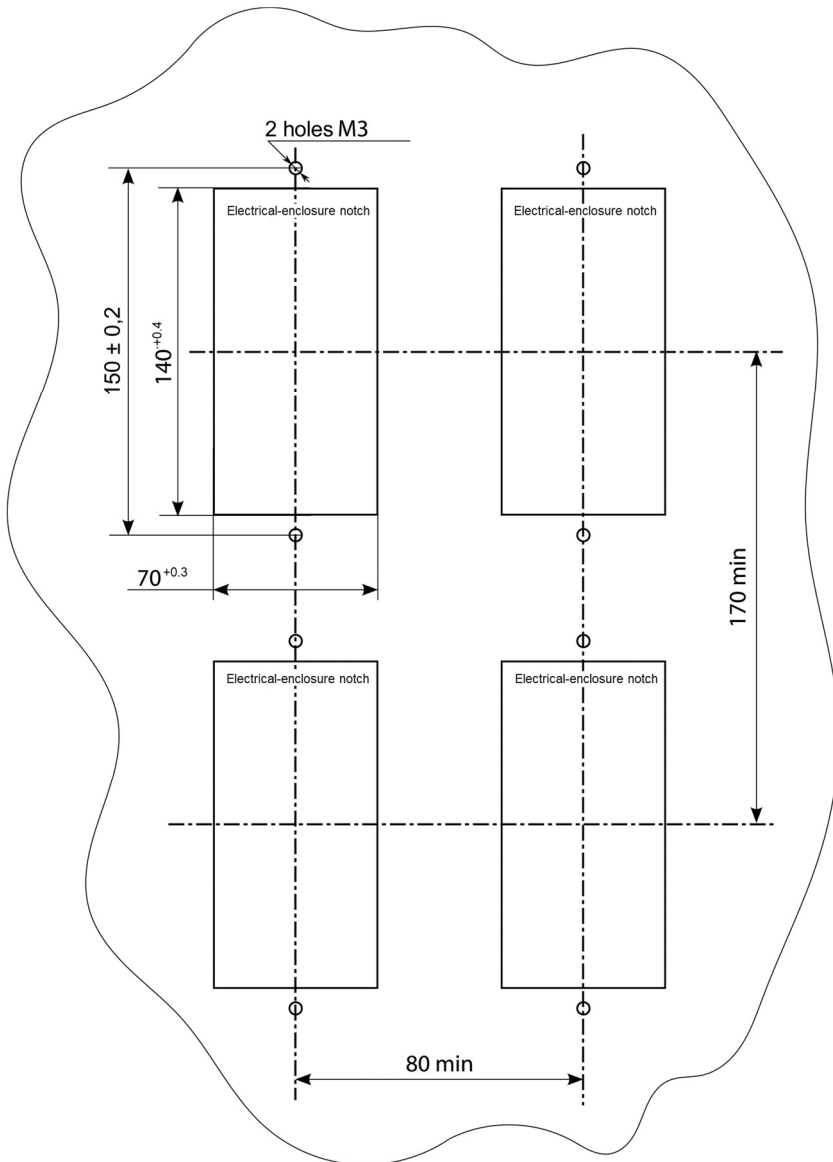 2 holes M3
Electrical-enclosure notch
Electrical-enclosure notch
150 ± 0,2
140+0.4
70+0.3
170 min
Electrical-enclosure notch
Electrical-enclosure notch
80 min